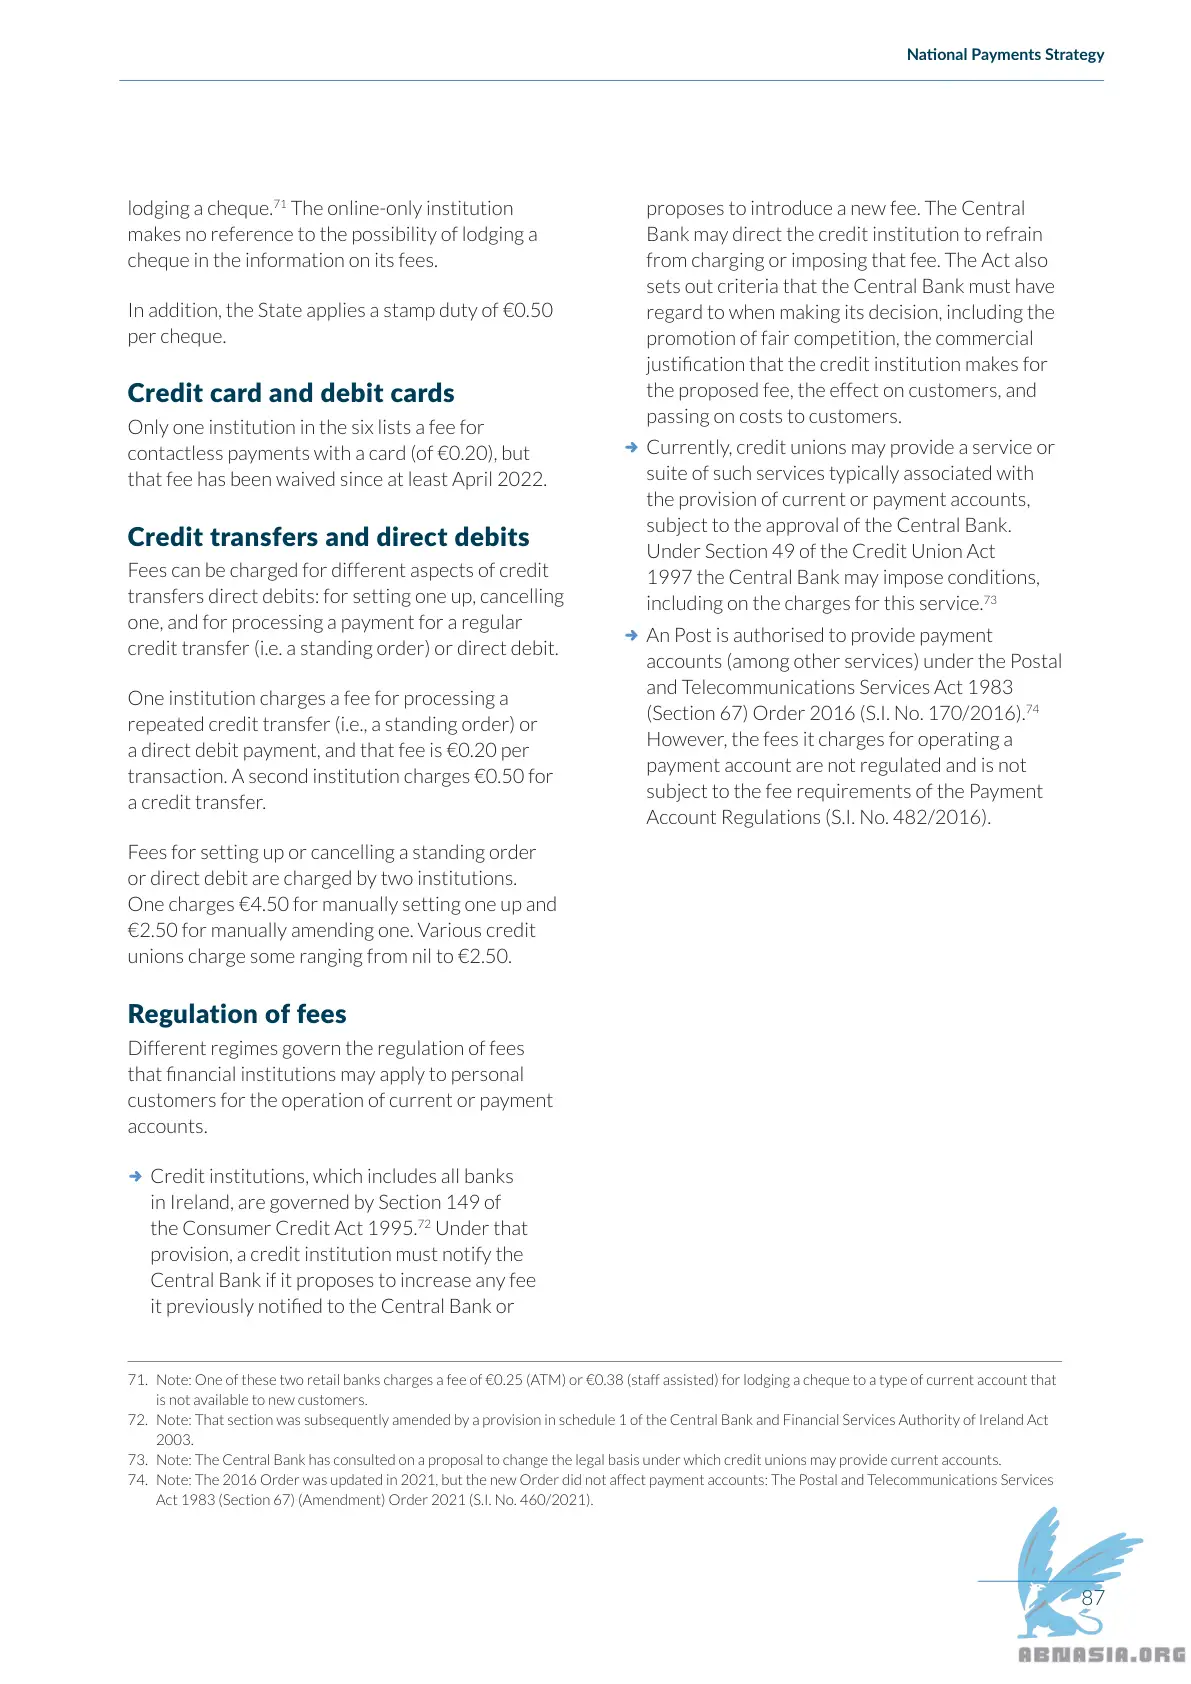 National Payments Strategy
lodging a cheque.71 The online-only institution
makes no reference to the possibility of lodging a
cheque in the information on its fees.
In addition, the State applies a stamp duty of €0.50
per cheque.
Credit card and debit cards
Only one institution in the six lists a fee for
contactless payments with a card (of €0.20), but
that fee has been waived since at least April 2022.
Credit transfers and direct debits
Fees can be charged for different aspects of credit
transfers direct debits: for setting one up, cancelling
one, and for processing a payment for a regular
credit transfer (i.e. a standing order) or direct debit.
One institution charges a fee for processing a
repeated credit transfer (i.e., a standing order) or
a direct debit payment, and that fee is €0.20 per
transaction. A second institution charges €0.50 for
a credit transfer.
Fees for setting up or cancelling a standing order
or direct debit are charged by two institutions.
One charges €4.50 for manually setting one up and
€2.50 for manually amending one. Various credit
unions charge some ranging from nil to €2.50.
Regulation of fees
Different regimes govern the regulation of fees
that financial institutions may apply to personal
customers for the operation of current or payment
accounts.
→ Credit institutions, which includes all banks
in Ireland, are governed by Section 149 of
the Consumer Credit Act 1995.72 Under that
provision, a credit institution must notify the
Central Bank if it proposes to increase any fee
it previously notified to the Central Bank or
proposes to introduce a new fee. The Central
Bank may direct the credit institution to refrain
from charging or imposing that fee. The Act also
sets out criteria that the Central Bank must have
regard to when making its decision, including the
promotion of fair competition, the commercial
justification that the credit institution makes for
the proposed fee, the effect on customers, and
passing on costs to customers.
→ Currently, credit unions may provide a service or
suite of such services typically associated with
the provision of current or payment accounts,
subject to the approval of the Central Bank.
Under Section 49 of the Credit Union Act
1997 the Central Bank may impose conditions,
including on the charges for this service.73
→ An Post is authorised to provide payment
accounts (among other services) under the Postal
and Telecommunications Services Act 1983
(Section 67) Order 2016 (S.I. No. 170/2016).74
However, the fees it charges for operating a
payment account are not regulated and is not
subject to the fee requirements of the Payment
Account Regulations (S.I. No. 482/2016).
71. Note: One of these two retail banks charges a fee of €0.25 (ATM) or €0.38 (staff assisted) for lodging a cheque to a type of current account that
is not available to new customers.
72. Note: That section was subsequently amended by a provision in schedule 1 of the Central Bank and Financial Services Authority of Ireland Act
2003.
73. Note: The Central Bank has consulted on a proposal to change the legal basis under which credit unions may provide current accounts.
74. Note: The 2016 Order was updated in 2021, but the new Order did not affect payment accounts: The Postal and Telecommunications Services
Act 1983 (Section 67) (Amendment) Order 2021 (S.I. No. 460/2021).
87
ABNASIA.ORG